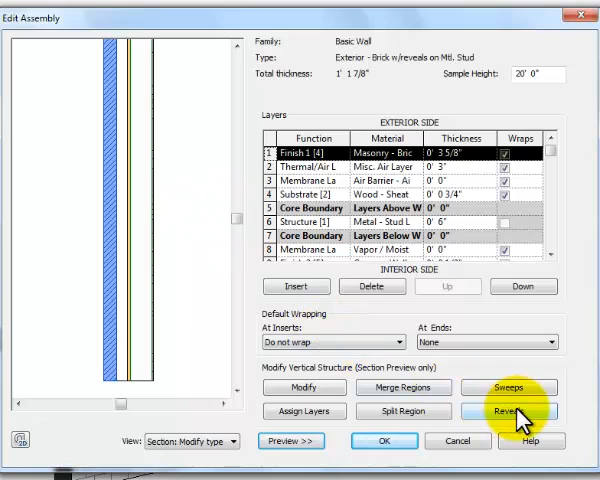 Edit Assembly
Family: Basic Wall
Type: Exterior - Brick w/reveals on Mtl. Stud
Total thickness: 1' 1 7/8" Sample Height: 20' 0"
Layers
EXTERIOR SIDE
Function Material Thickness Wraps
1 Finish 1 [4] Masonry - Bric 0' 3 5/8"
2 Thermal/Air L Misc. Air Layer 0' 3"
3 Membrane La Air Barrier - Ai 0' 0"
4 Substrate [2] Wood - Sheat 0' 0 3/4"
5 Core Boundary Layers Above W 0' 0"
6 Structure [1] Metal - Stud L 0' 6"
7 Core Boundary Layers Below W 0' 0"
8 Membrane La Vapor / Moist 0' 0"
INTERIOR SIDE
Insert Delete Up Down
Default Wrapping
At Inserts: At Ends:
Do not wrap None
Modify Vertical Structure (Section Preview only)
Modify Merge Regions Sweeps
Assign Layers Split Region Reveals
View: Section: Modify type Preview >> OK Cancel Help